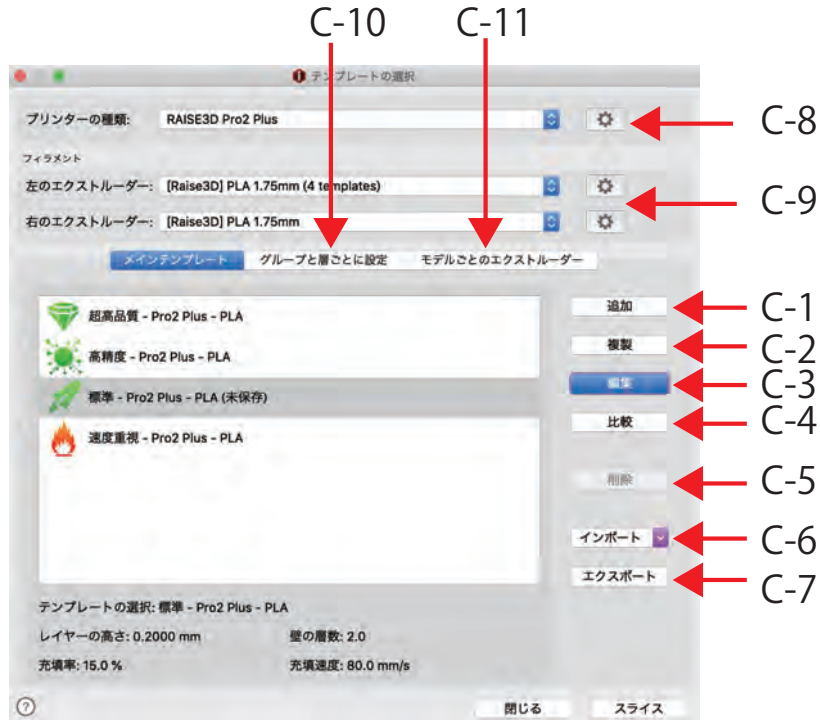 C-10 C-11
テンプレートの選択
プリンターの種類: RAISE3D Pro2 Plus C-8
フィラメント
左のエクストルーダー: [Raise3D] PLA 1.75mm (4 templates) C-9
右のエクストルーダー: [Raise3D] PLA 1.75mm
メインテンプレート グループと層ごとに設定 モデルごとのエクストルーダー
超高品質 – Pro2 Plus – PLA 追加 C-1
高精度 – Pro2 Plus – PLA 複製 C-2
標準 – Pro2 Plus – PLA (未保存) 編集 C-3
速度重視 – Pro2 Plus – PLA 比較 C-4
削除 C-5
インポート C-6
エクスポート C-7
テンプレートの選択: 標準 – Pro2 Plus – PLA
レイヤーの高さ: 0.2000 mm 壁の層数: 2.0
充填率: 15.0 % 充填速度: 80.0 mm/s
? 閉じる スライス